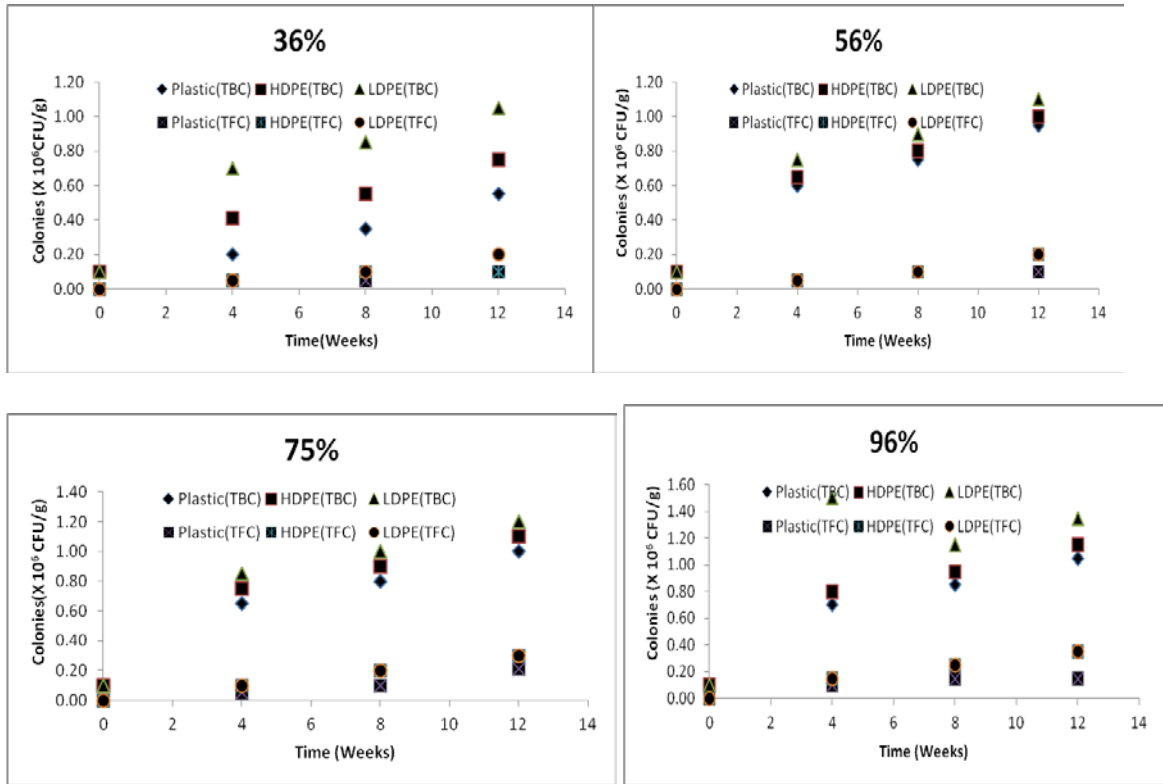 36%
1.20
1.00
0.80
0.60
0.40
0.20
0.00
Colonies (X 10⁶CFU/g)
Plastic(TBC) HDPE(TBC) LDPE(TBC)
Plastic(TFC) HDPE(TFC) LDPE(TFC)
0 2 4 6 8 10 12 14
Time(Weeks)
56%
1.20
1.00
0.80
0.60
0.40
0.20
0.00
Colonies (X 10⁶ CFU/g)
Plastic(TBC) HDPE(TBC) LDPE(TBC)
Plastic(TFC) HDPE(TFC) LDPE(TFC)
0 2 4 6 8 10 12 14
Time (Weeks)
75%
1.40
1.20
1.00
0.80
0.60
0.40
0.20
0.00
Colonies(X 10⁶ CFU/g)
Plastic(TBC) HDPE(TBC) LDPE(TBC)
Plastic(TFC) HDPE(TFC) LDPE(TFC)
0 2 4 6 8 10 12 14
Time (Weeks)
96%
1.60
1.40
1.20
1.00
0.80
0.60
0.40
0.20
0.00
Colonies (X 10⁶ CFU/g)
Plastic(TBC) HDPE(TBC) LDPE(TBC)
Plastic(TFC) HDPE(TFC) LDPE(TFC)
0 2 4 6 8 10 12 14
Time (Weeks)